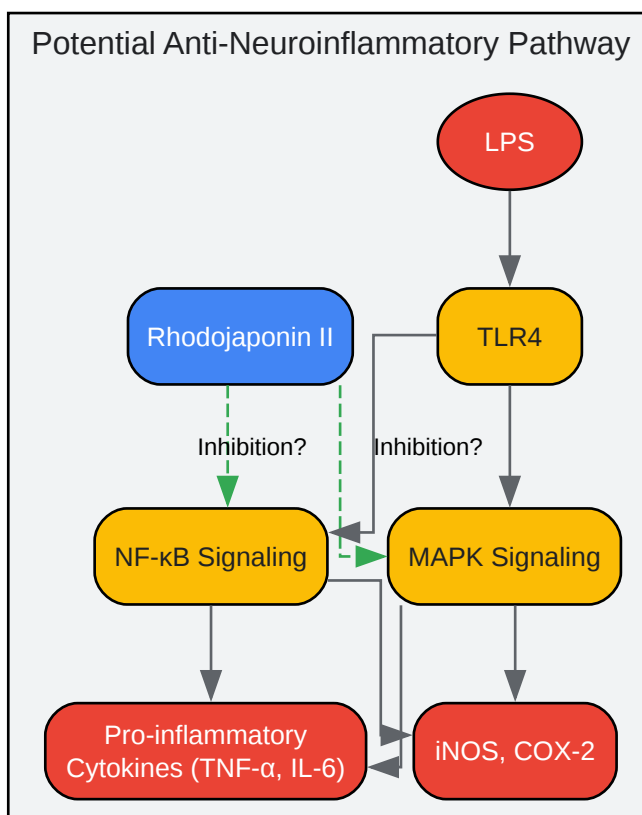 Potential Anti-Neuroinflammatory Pathway
LPS
Rhodojaponin II
TLR4
Inhibition?
Inhibition?
NF-κB Signaling
MAPK Signaling
Pro-inflammatory
Cytokines (TNF-α, IL-6)
iNOS, COX-2